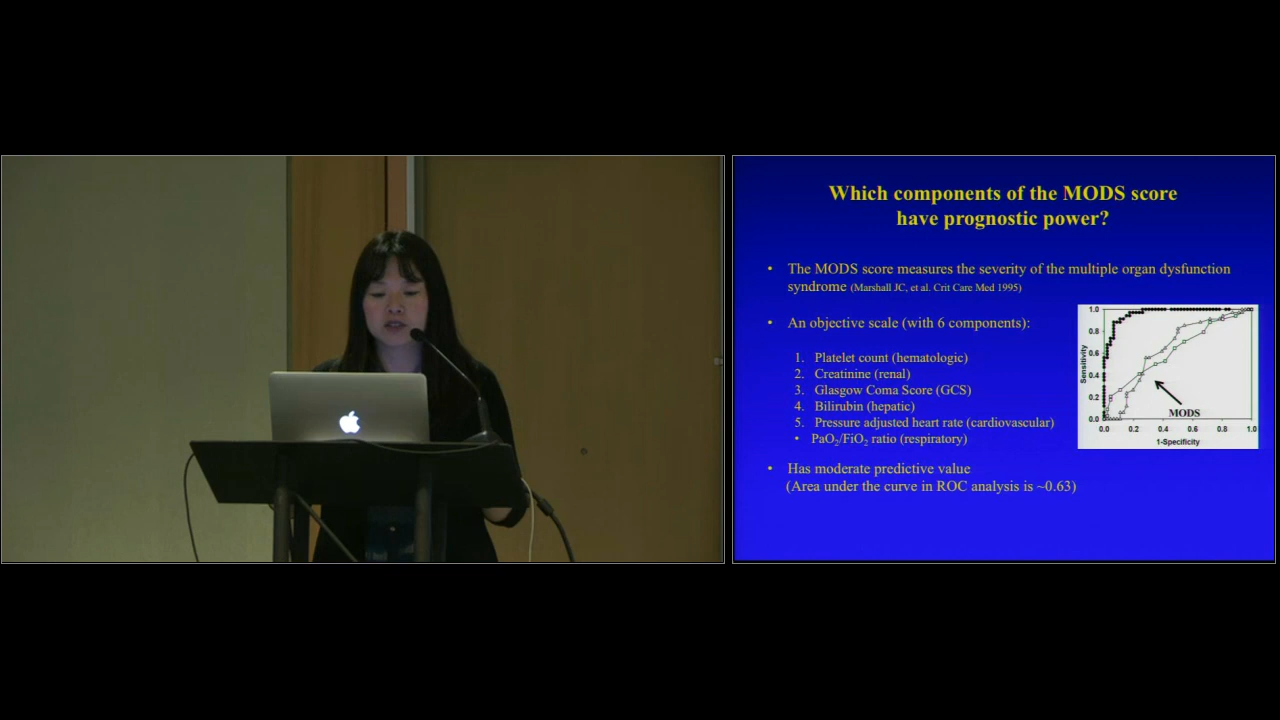 Which components of the MODS score
have prognostic power?
• The MODS score measures the severity of the multiple organ dysfunction
syndrome (Marshall JC, et al. Crit Care Med 1995)
• An objective scale (with 6 components):
1. Platelet count (hematologic)
2. Creatinine (renal)
3. Glasgow Coma Score (GCS)
4. Bilirubin (hepatic)
5. Pressure adjusted heart rate (cardiovascular)
• PaO2/FiO2 ratio (respiratory)
• Has moderate predictive value
(Area under the curve in ROC analysis is ~0.63)
Sensitivity
1.0
0.8
0.6
0.4
0.2
0.0
MODS
0.0 0.2 0.4 0.6 0.8 1.0
1-Specificity